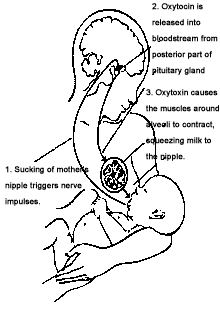 2. Oxytocin is
released into
bloodstream from
posterior part of
pituitary gland
3. Oxytoxin causes
the muscles around
alveoli to contract,
squeezing milk to
the nipple.
1. Sucking of mother's
nipple triggers nerve
impulses.